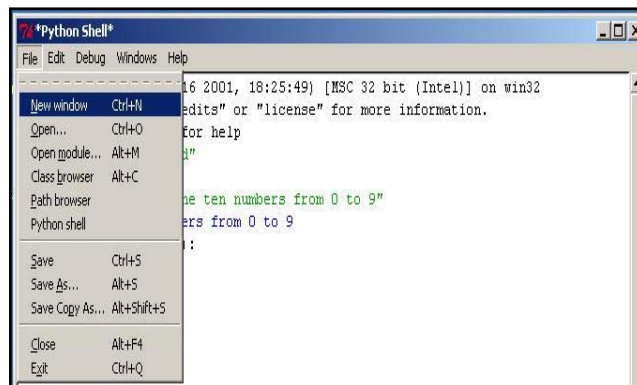 *Python Shell*
File Edit Debug Windows Help
16 2001, 18:25:49) [MSC 32 bit (Intel)] on win32
New window Ctrl+N
edits" or "license" for more information.
Open... Ctrl+O
for help
Open module... Alt+M
Class browser Alt+C
Path browser
he ten numbers from 0 to 9"
Python shell
ers from 0 to 9
:
Save Ctrl+S
Save As... Alt+S
Save Copy As... Alt+Shift+S
Close Alt+F4
Exit Ctrl+Q